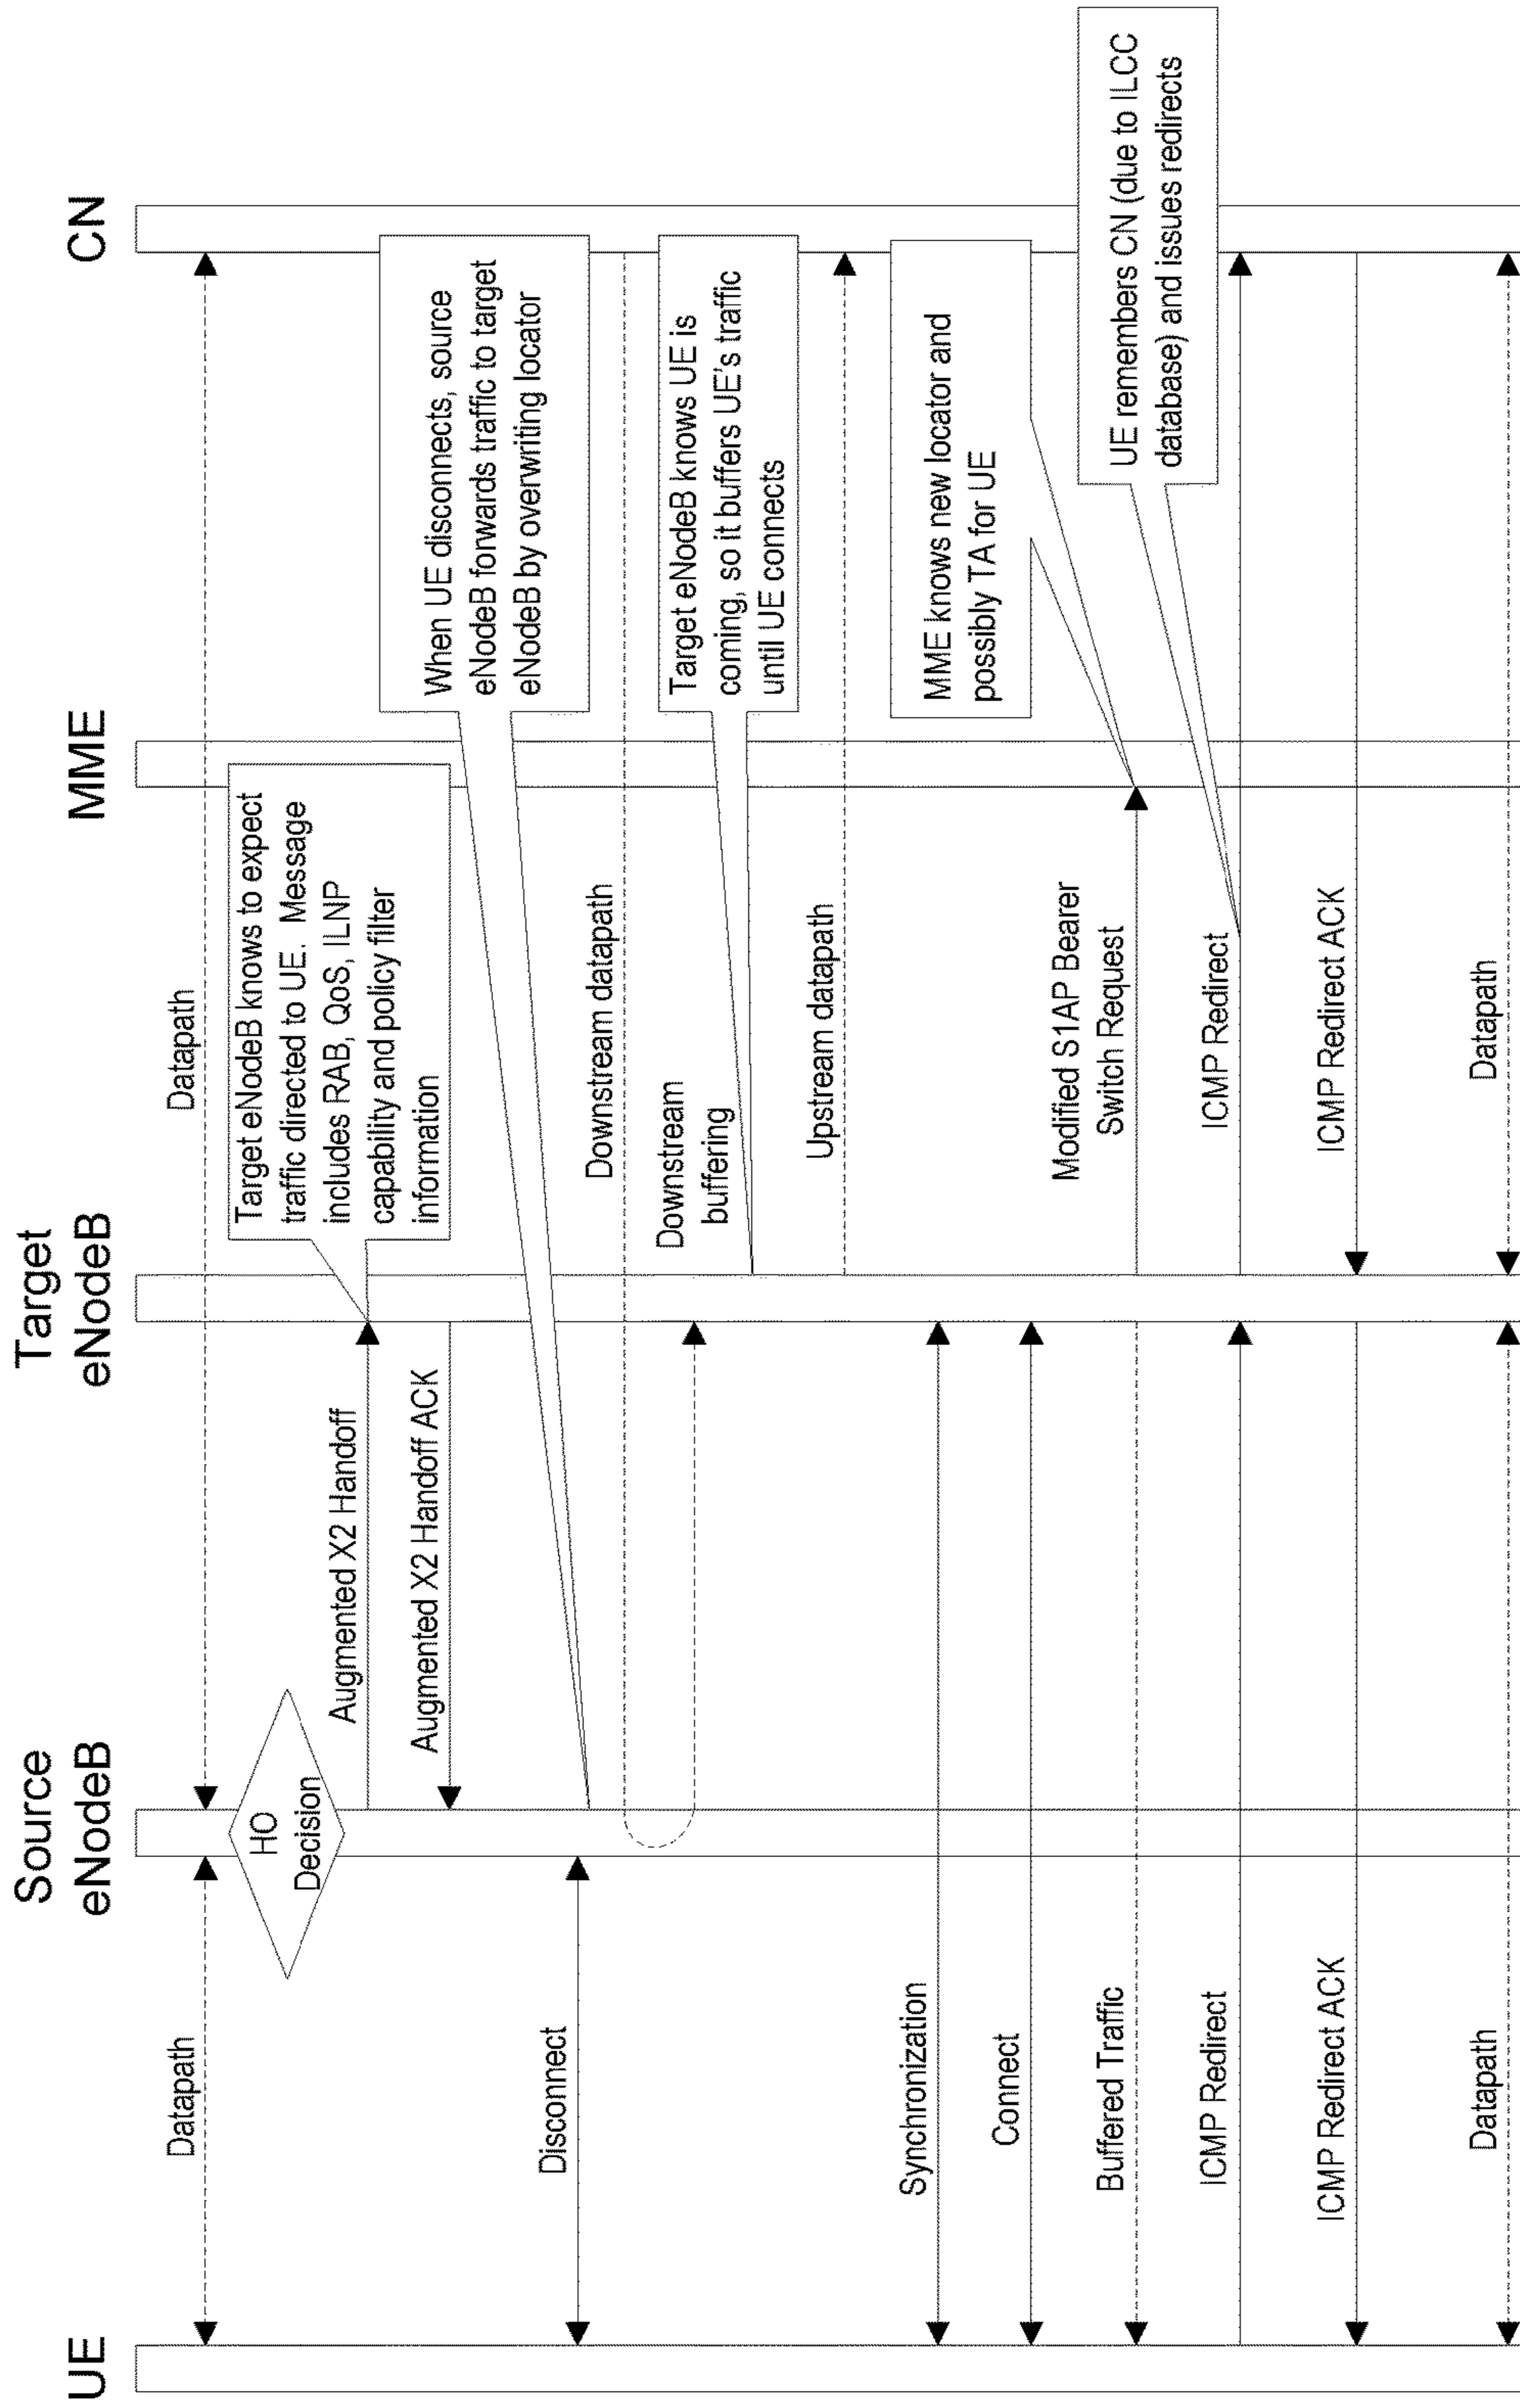 UE
Source
eNodeB
Target
eNodeB
MME
CN
Datapath
Datapath
HO
Decision
Target eNodeB knows to expect
traffic directed to UE. Message
includes RAB, QoS, ILNP
capability and policy filter
information
Augmented X2 Handoff
Augmented X2 Handoff ACK
When UE disconnects, source
eNodeB forwards traffic to target
eNodeB by overwriting locator
Disconnect
Downstream datapath
Downstream
buffering
Target eNodeB knows UE is
coming, so it buffers UE's traffic
until UE connects
Upstream datapath
Synchronization
Connect
MME knows new locator and
possibly TA for UE
Buffered Traffic
Modified S1AP Bearer
Switch Request
UE remembers CN (due to ILCC
database) and issues redirects
ICMP Redirect
ICMP Redirect
ICMP Redirect ACK
ICMP Redirect ACK
Datapath
Datapath